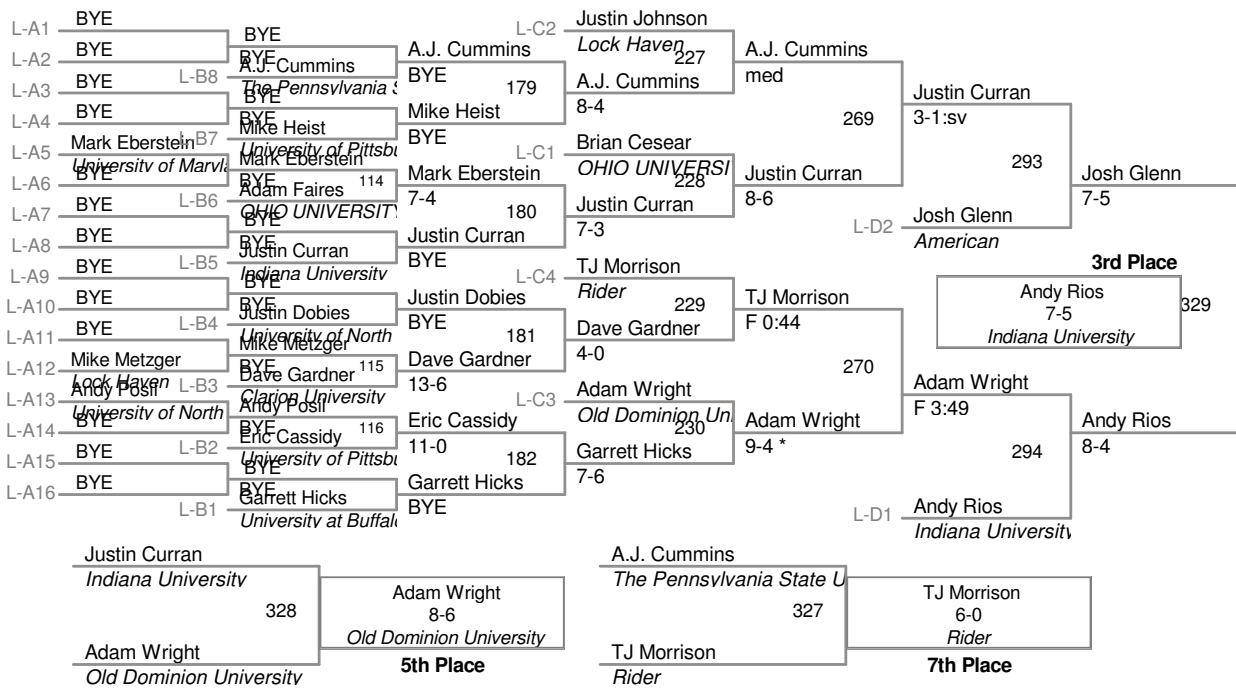 L-A1 BYE
L-A2 BYE
L-A3 BYE
L-A4 BYE
L-A5 Mark Eberstein
University of Maryla
L-A6 BYE
L-A7 BYE
L-A8 BYE
L-A9 BYE
L-A10 BYE
L-A11 BYE
L-A12 Mike Metzger
Lock Haven
L-A13 Andy Posil
University of North
L-A14 BYE
L-A15 BYE
L-A16 BYE
BYE
BYE
L-B8 A.J. Cummins
The Pennsylvania S
BYE
BYE
L-B7 Mike Heist
University of Pittsbu
Mark Eberstein
BYE 114
L-B6 Adam Faires
OHIO UNIVERSITY
BYE
BYE
L-B5 Justin Curran
Indiana University
BYE
BYE
L-B4 Justin Dobies
University of North
Mike Metzger
BYE 115
L-B3 Dave Gardner
Clarion University
Andy Posil
BYE 116
L-B2 Eric Cassidy
University of Pittsbu
BYE
BYE
L-B1 Garrett Hicks
University at Buffalo
A.J. Cummins
BYE
179
Mike Heist
BYE
Mark Eberstein
7-4
180
Justin Curran
BYE
Justin Dobies
BYE
181
Dave Gardner
13-6
Eric Cassidy
11-0
182
Garrett Hicks
BYE
L-C2 Justin Johnson
Lock Haven
227
A.J. Cummins
8-4
L-C1 Brian Cesear
OHIO UNIVERSI
228
Justin Curran
7-3
L-C4 TJ Morrison
Rider
229
Dave Gardner
4-0
L-C3 Adam Wright
Old Dominion Uni
230
Garrett Hicks
7-6
A.J. Cummins
med
269
Justin Curran
8-6
TJ Morrison
F 0:44
270
Adam Wright
9-4 *
Justin Curran
3-1:sv
293
L-D2 Josh Glenn
American
Adam Wright
F 3:49
294
L-D1 Andy Rios
Indiana University
Josh Glenn
7-5
3rd Place
Andy Rios
7-5
Indiana University
329
Andy Rios
8-4
Justin Curran
Indiana University
328
Adam Wright
Old Dominion University
Adam Wright
8-6
Old Dominion University
5th Place
A.J. Cummins
The Pennsylvania State U
327
TJ Morrison
Rider
TJ Morrison
6-0
Rider
7th Place